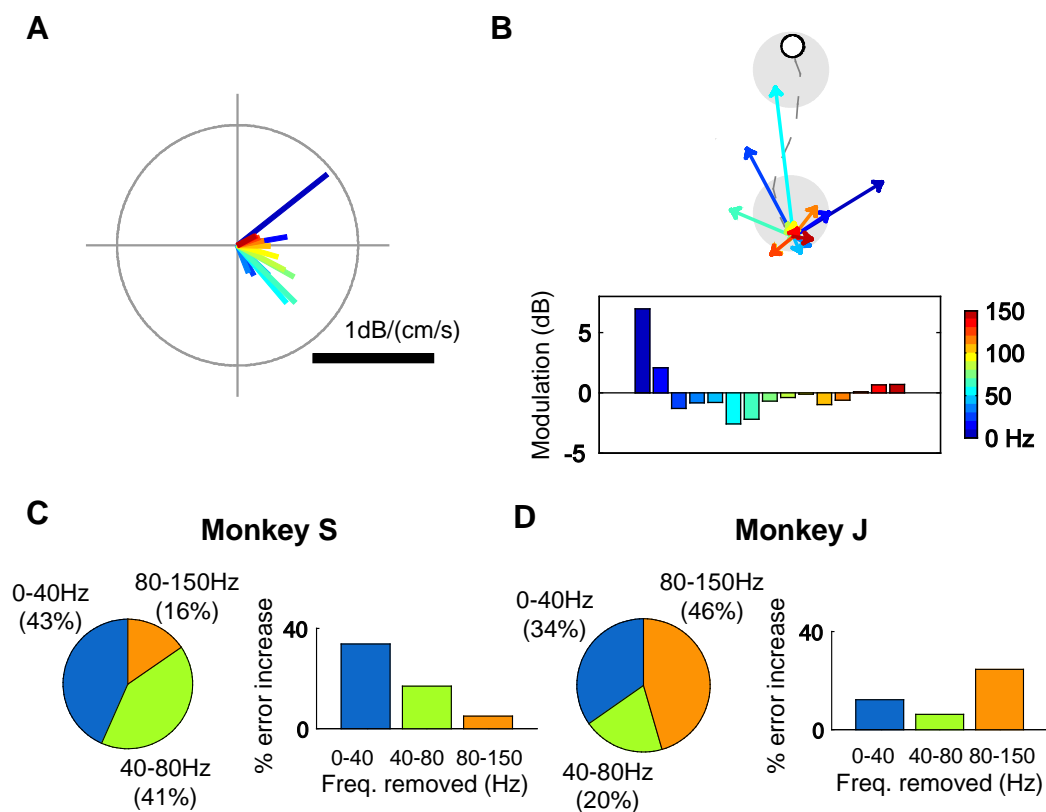 A
B
1dB/(cm/s)
Modulation (dB)
5
0
-5
150
100
50
0 Hz
C
Monkey S
D
Monkey J
0-40Hz
(43%)
80-150Hz
(16%)
40-80Hz
(41%)
% error increase
40
0
0-40 40-80 80-150
Freq. removed (Hz)
0-40Hz
(34%)
80-150Hz
(46%)
40-80Hz
(20%)
% error increase
40
0
0-40 40-80 80-150
Freq. removed (Hz)